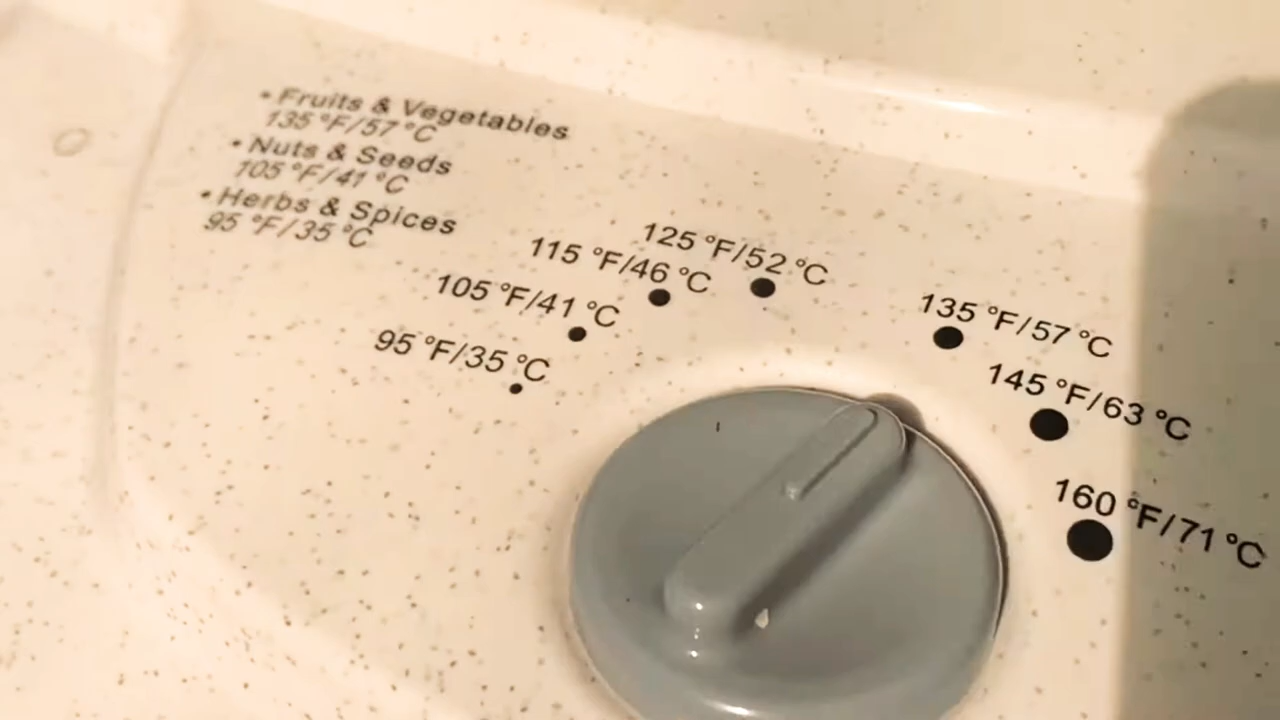 • Fruits & Vegetables
135 °F/57 °C
• Nuts & Seeds
105 °F/41 °C
• Herbs & Spices
95 °F/35 °C
95 °F/35 °C
105 °F/41 °C
115 °F/46 °C
125 °F/52 °C
135 °F/57 °C
145 °F/63 °C
160 °F/71 °C